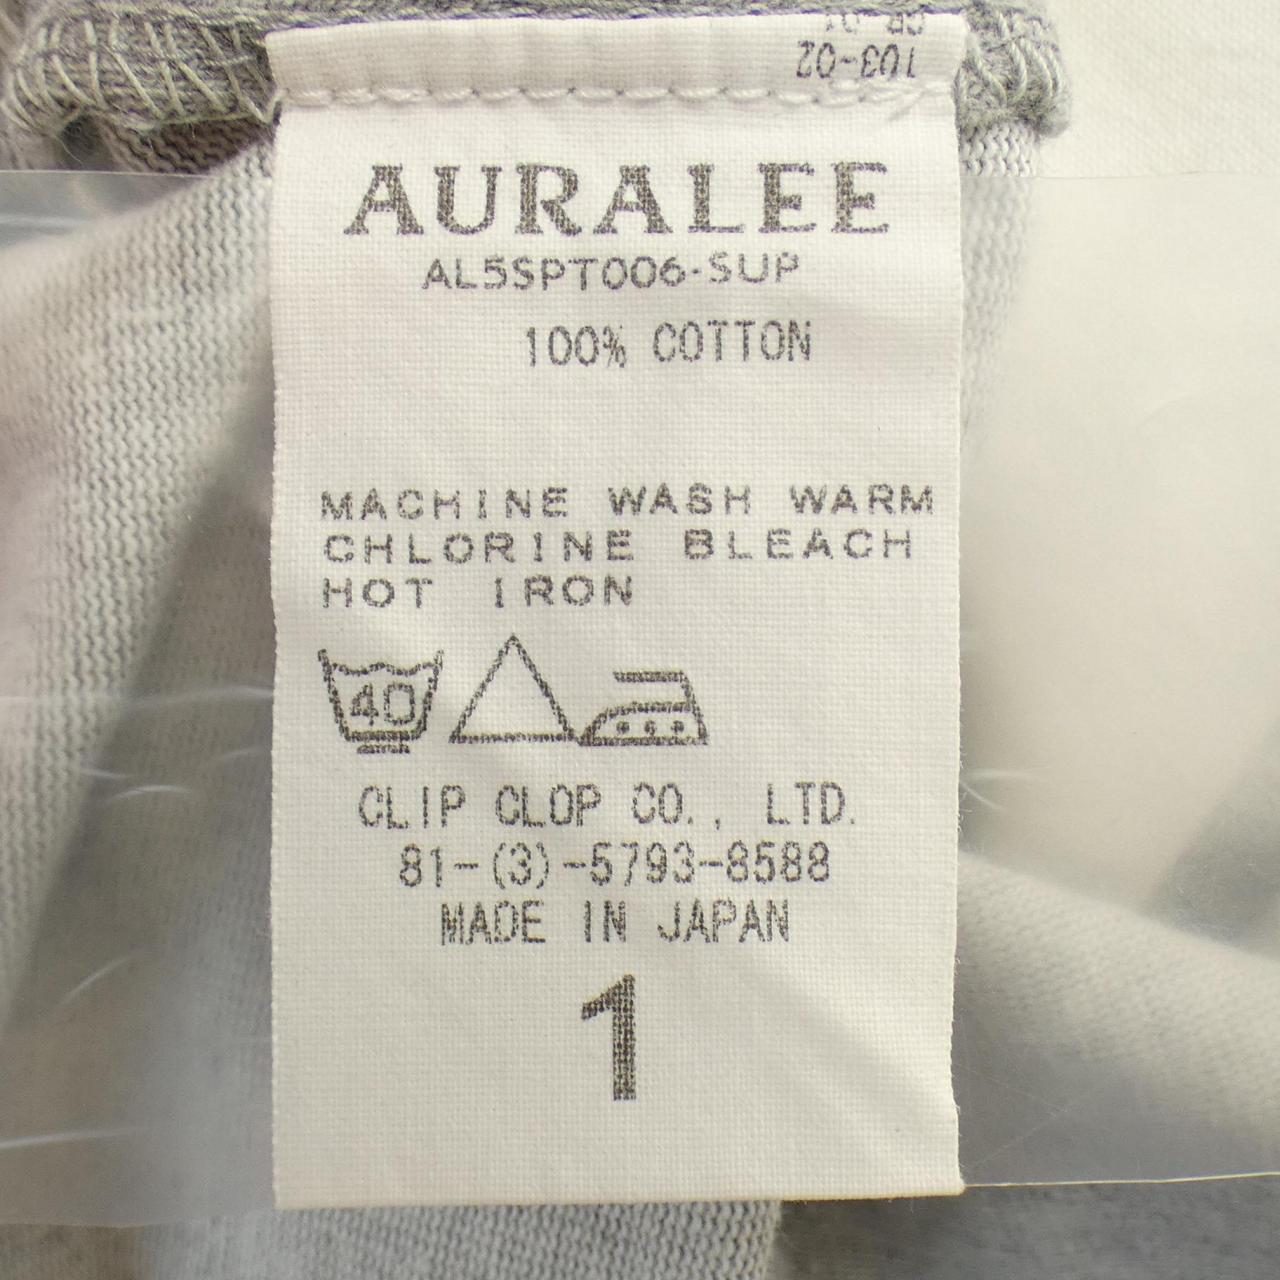 103-02
AURALEE
AL5SPT006-SUP
100% COTTON
MACHINE WASH WARM
CHLORINE BLEACH
HOT IRON
40
CLIP CLOP CO., LTD.
81-(3)-5793-8588
MADE IN JAPAN
1